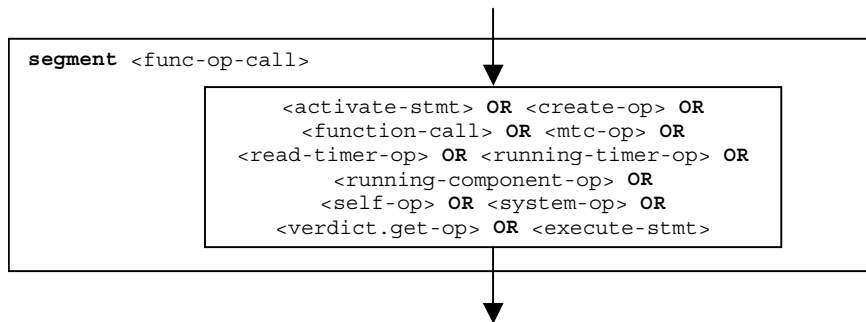 segment <func-op-call>
<activate-stmt> OR <create-op> OR
<function-call> OR <mtc-op> OR
<read-timer-op> OR <running-timer-op> OR
<running-component-op> OR
<self-op> OR <system-op> OR
<verdict.get-op> OR <execute-stmt>